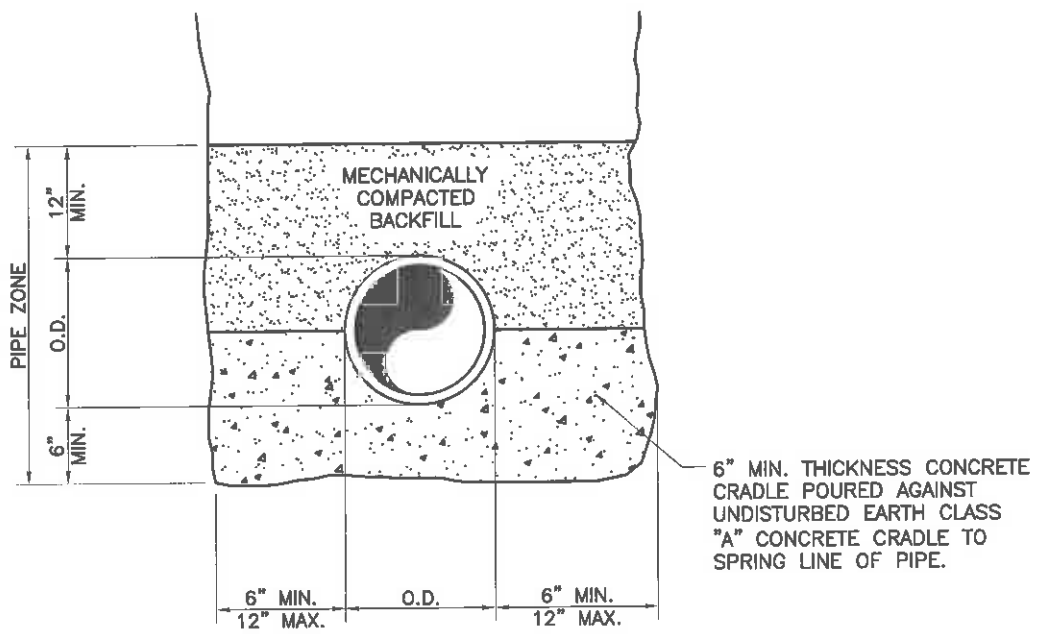 MECHANICALLY
COMPACTED
BACKFILL
12"
MIN.
PIPE ZONE
O.D.
6"
MIN.
6" MIN. THICKNESS CONCRETE
CRADLE POURED AGAINST
UNDISTURBED EARTH CLASS
"A" CONCRETE CRADLE TO
SPRING LINE OF PIPE.
6" MIN.
12" MAX.
O.D.
6" MIN.
12" MAX.